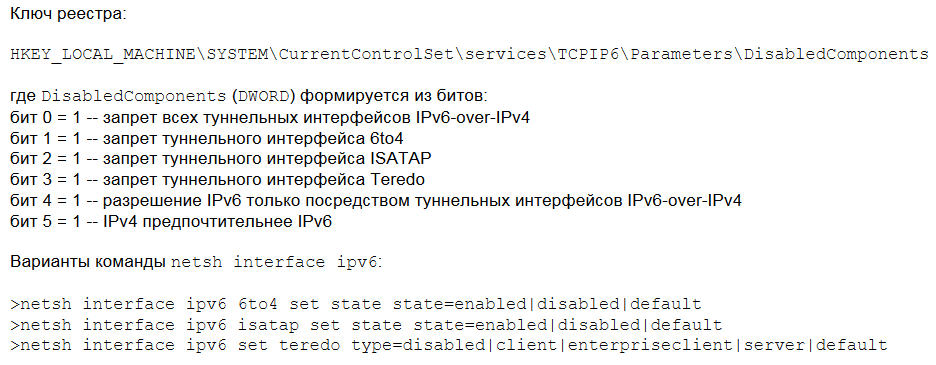 Ключ реестра:
HKEY_LOCAL_MACHINE\SYSTEM\CurrentControlSet\services\TCPIP6\Parameters\DisabledComponents
где DisabledComponents (DWORD) формируется из битов:
бит 0 = 1 -- запрет всех туннельных интерфейсов IPv6-over-IPv4
бит 1 = 1 -- запрет туннельного интерфейса 6to4
бит 2 = 1 -- запрет туннельного интерфейса ISATAP
бит 3 = 1 -- запрет туннельного интерфейса Teredo
бит 4 = 1 -- разрешение IPv6 только посредством туннельных интерфейсов IPv6-over-IPv4
бит 5 = 1 -- IPv4 предпочтительнее IPv6
Варианты команды netsh interface ipv6:
>netsh interface ipv6 6to4 set state state=enabled|disabled|default
>netsh interface ipv6 isatap set state state=enabled|disabled|default
>netsh interface ipv6 set teredo type=disabled|client|enterpriseclient|server|default